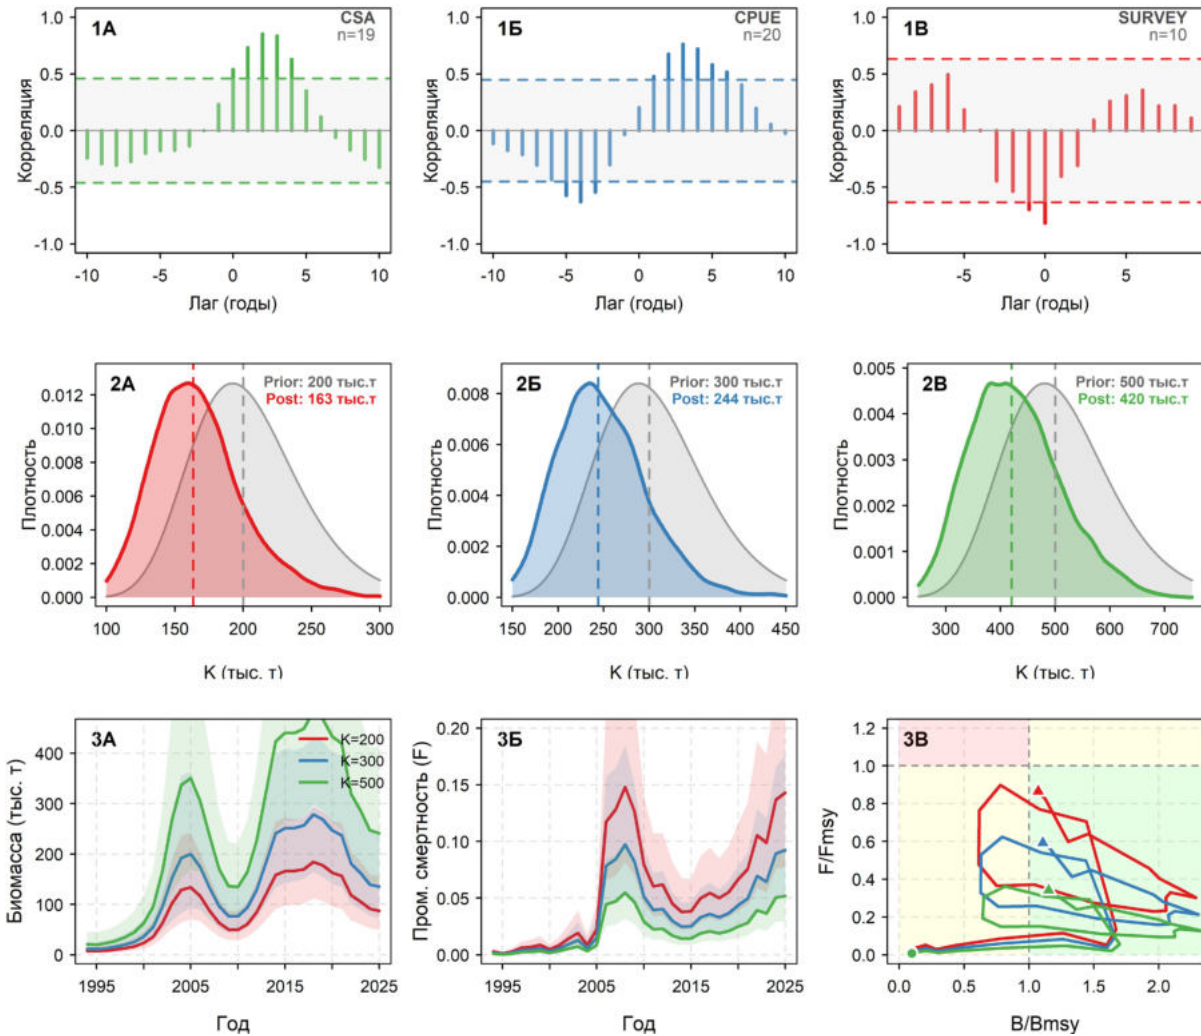 1А
CSA
n=19
1.0
0.5
0.0
-0.5
-1.0
Корреляция
-10
-5
0
5
10
Лаг (годы)
1Б
CPUE
n=20
1.0
0.5
0.0
-0.5
-1.0
Корреляция
-10
-5
0
5
10
Лаг (годы)
1В
SURVEY
n=10
1.0
0.5
0.0
-0.5
-1.0
Корреляция
-5
0
5
Лаг (годы)
2А
Prior: 200 тыс.т
Post: 163 тыс.т
0.012
0.010
0.008
0.006
0.004
0.002
0.000
Плотность
100
150
200
250
300
К (тыс. т)
2Б
Prior: 300 тыс.т
Post: 244 тыс.т
0.008
0.006
0.004
0.002
0.000
Плотность
150
200
250
300
350
400
450
К (тыс. т)
2В
Prior: 500 тыс.т
Post: 420 тыс.т
0.005
0.004
0.003
0.002
0.001
0.000
Плотность
300
400
500
600
700
К (тыс. т)
3А
K=200
K=300
K=500
400
300
200
100
0
Биомасса (тыс. т)
1995
2005
2015
2025
Год
3Б
0.20
0.15
0.10
0.05
0.00
Пром. смертность (F)
1995
2005
2015
2025
Год
3В
1.2
1.0
0.8
0.6
0.4
0.2
0.0
F/Fmsy
0.0
0.5
1.0
1.5
2.0
B/Bmsy